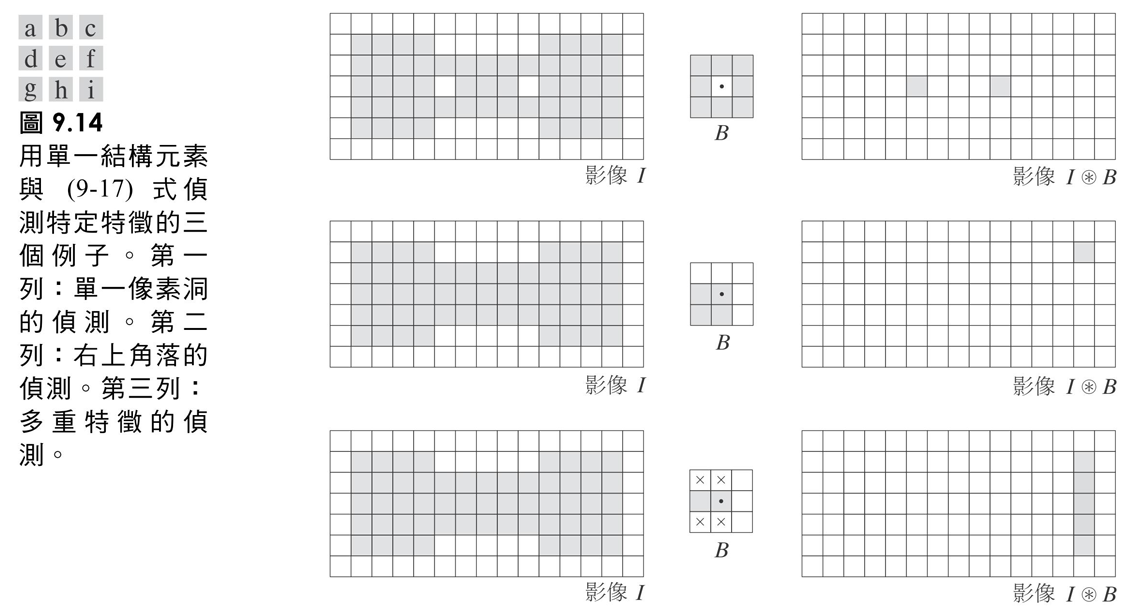 a b c
d e f
g h i
圖 9.14
用單一結構元素
與 (9-17) 式偵
測特定特徵的三
個例子。第一
列：單一像素洞
的偵測。第二
列：右上角落的
偵測。第三列：
多重特徵的偵
測。
B
影像 I
影像 I ⊛ B
B
影像 I
影像 I ⊛ B
× ×
× ×
B
影像 I
影像 I ⊛ B